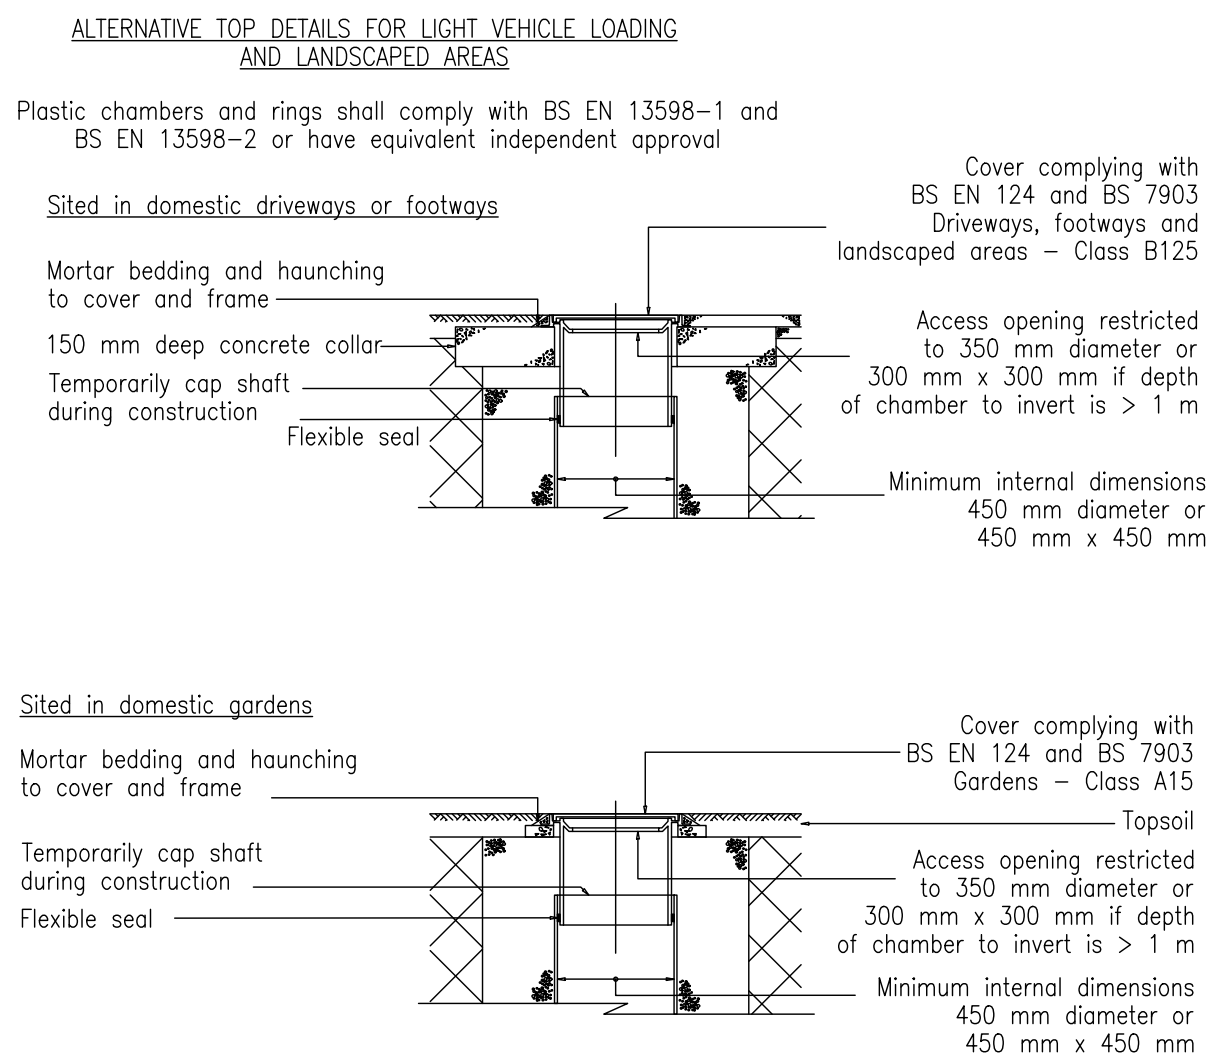 ALTERNATIVE TOP DETAILS FOR LIGHT VEHICLE LOADING
AND LANDSCAPED AREAS
Plastic chambers and rings shall comply with BS EN 13598-1 and
BS EN 13598-2 or have equivalent independent approval
Sited in domestic driveways or footways
Cover complying with
BS EN 124 and BS 7903
Driveways, footways and
landscaped areas - Class B125
Mortar bedding and haunching
to cover and frame
150 mm deep concrete collar
Temporarily cap shaft
during construction
Flexible seal
Access opening restricted
to 350 mm diameter or
300 mm x 300 mm if depth
of chamber to invert is > 1 m
Minimum internal dimensions
450 mm diameter or
450 mm x 450 mm
Sited in domestic gardens
Mortar bedding and haunching
to cover and frame
Temporarily cap shaft
during construction
Flexible seal
Cover complying with
BS EN 124 and BS 7903
Gardens - Class A15
Topsoil
Access opening restricted
to 350 mm diameter or
300 mm x 300 mm if depth
of chamber to invert is > 1 m
Minimum internal dimensions
450 mm diameter or
450 mm x 450 mm